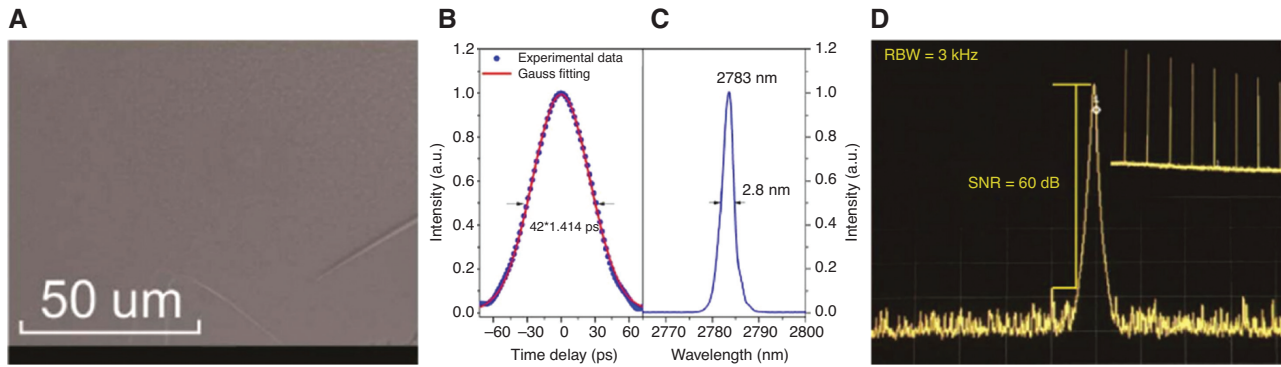 A
50 um
B
Intensity (a.u.)
1.2
1.0
0.8
0.6
0.4
0.2
0.0
Experimental data
Gauss fitting
42*1.414 ps
–60 –30 0 30 60
Time delay (ps)
C
2783 nm
2.8 nm
2770 2780 2790 2800
Wavelength (nm)
1.2
1.0
0.8
0.6
0.4
0.2
0.0
Intensity (a.u.)
D
RBW = 3 kHz
SNR = 60 dB